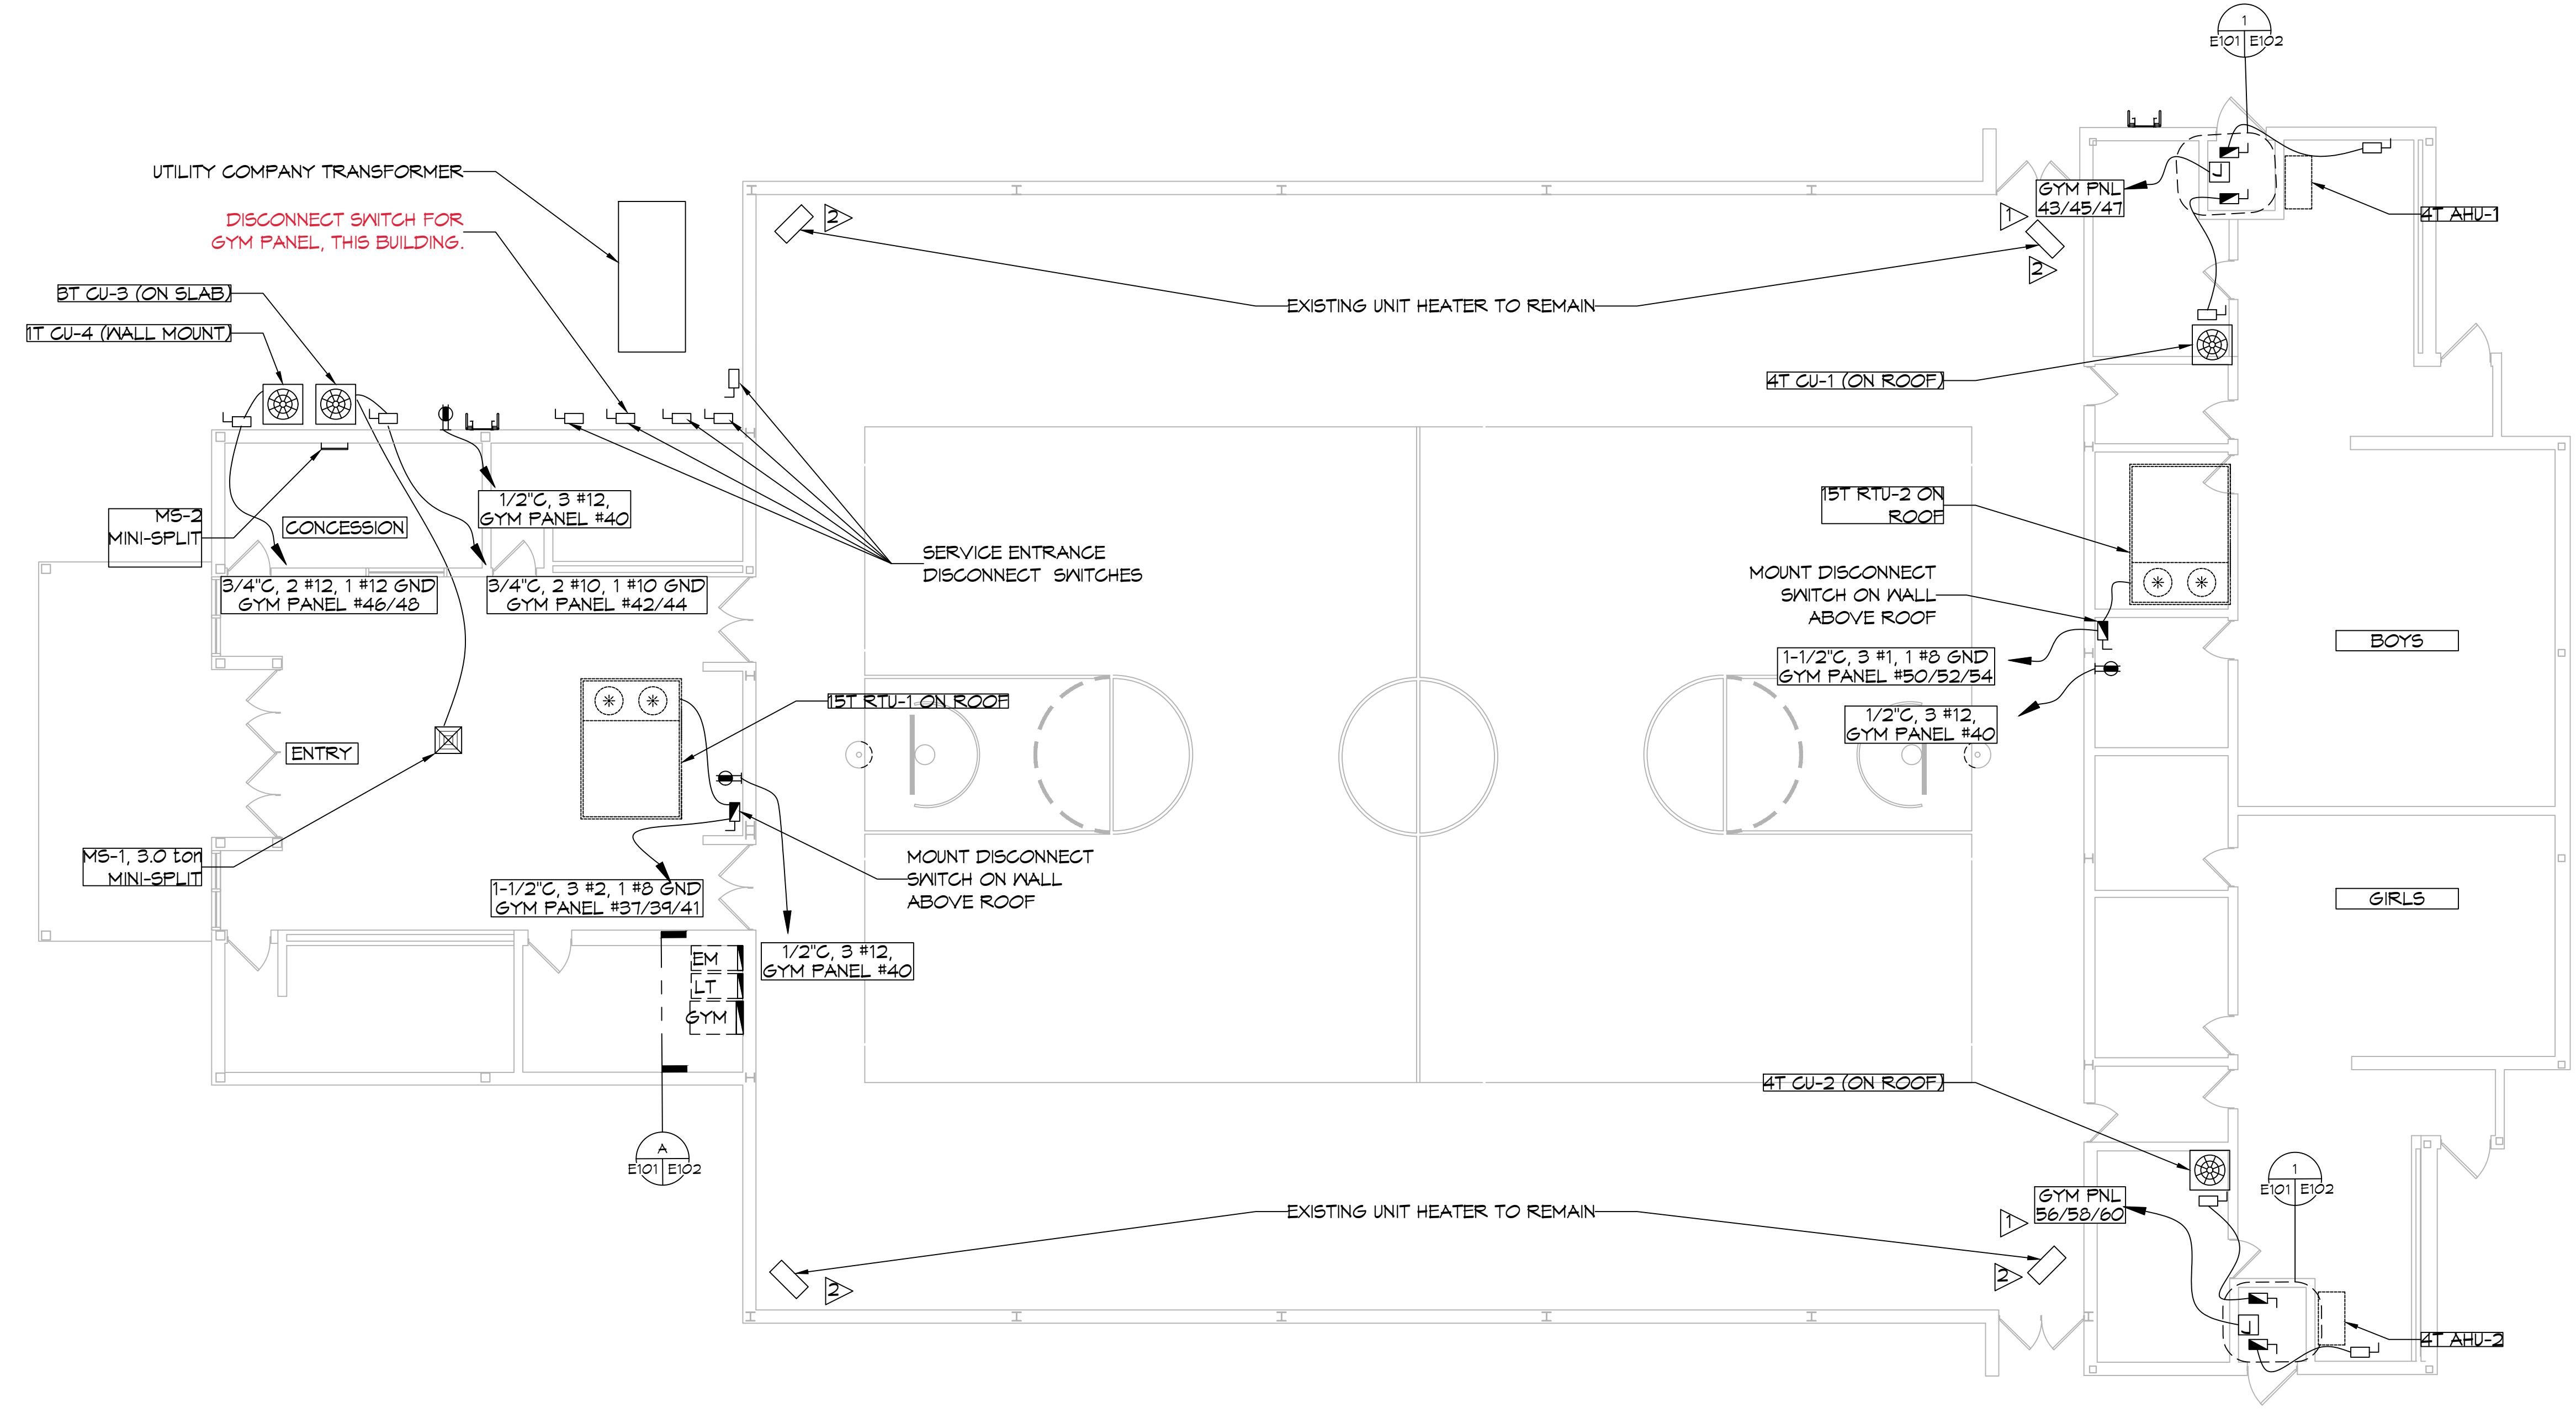 1
E101 E102
UTILITY COMPANY TRANSFORMER
DISCONNECT SWITCH FOR
GYM PANEL, THIS BUILDING.
3T CU-3 (ON SLAB)
1T CU-4 (WALL MOUNT)
2
EXISTING UNIT HEATER TO REMAIN
1
2
GYM PNL
43/45/47
J
4T AHU-1
4T CU-1 (ON ROOF)
MS-2
MINI-SPLIT
CONCESSION
1/2"C, 3 #12,
GYM PANEL #40
3/4"C, 2 #12, 1 #12 GND
GYM PANEL #46/48
3/4"C, 2 #10, 1 #10 GND
GYM PANEL #42/44
SERVICE ENTRANCE
DISCONNECT SWITCHES
15T RTU-2 ON
ROOF
MOUNT DISCONNECT
SWITCH ON WALL
ABOVE ROOF
1-1/2"C, 3 #1, 1 #8 GND
GYM PANEL #50/52/54
1/2"C, 3 #12,
GYM PANEL #40
BOYS
15T RTU-1 ON ROOF
ENTRY
MS-1, 3.0 ton
MINI-SPLIT
1-1/2"C, 3 #2, 1 #8 GND
GYM PANEL #37/39/41
MOUNT DISCONNECT
SWITCH ON WALL
ABOVE ROOF
1/2"C, 3 #12,
GYM PANEL #40
GIRLS
EM
LT
GYM
A
E101 E102
4T CU-2 (ON ROOF)
EXISTING UNIT HEATER TO REMAIN
2
1
2
GYM PNL
56/58/60
J
1
E101 E102
4T AHU-2